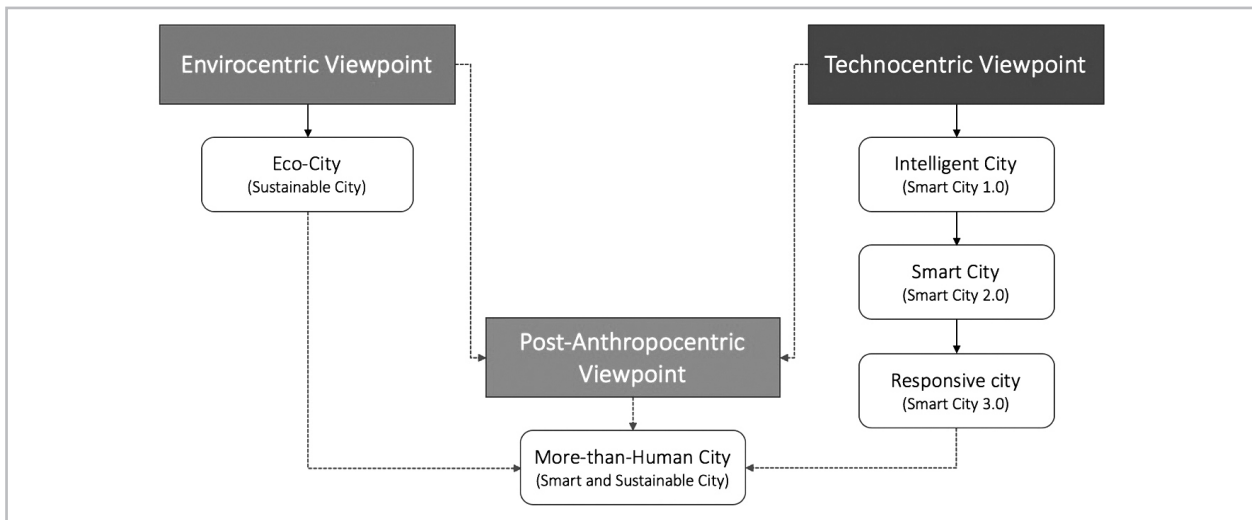 Envirocentric Viewpoint
Technocentric Viewpoint
Eco-City
(Sustainable City)
Intelligent City
(Smart City 1.0)
Smart City
(Smart City 2.0)
Post-Anthropocentric
Viewpoint
Responsive city
(Smart City 3.0)
More-than-Human City
(Smart and Sustainable City)